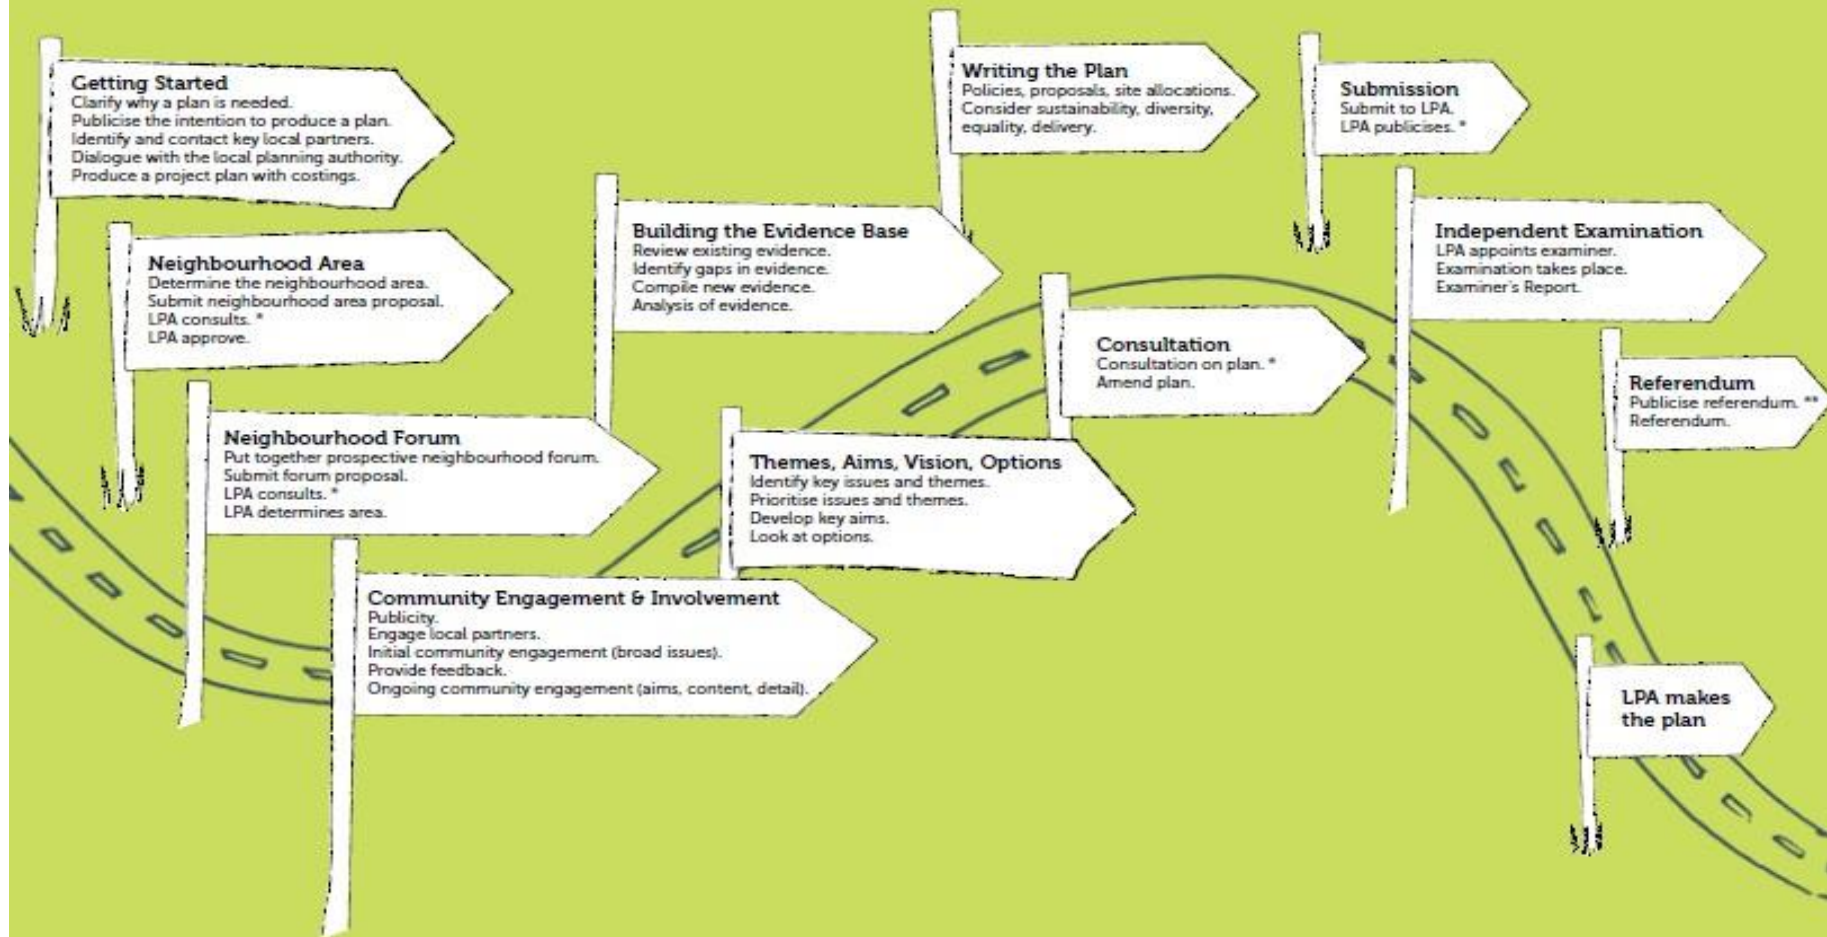 Getting Started
Clarify why a plan is needed.
Publicise the intention to produce a plan.
Identify and contact key local partners.
Dialogue with the local planning authority.
Produce a project plan with costings.
Neighbourhood Area
Determine the neighbourhood area.
Submit neighbourhood area proposal.
LPA consults. *
LPA approve.
Neighbourhood Forum
Put together prospective neighbourhood forum.
Submit forum proposal.
LPA consults. *
LPA determines area.
Community Engagement & Involvement
Publicity.
Engage local partners.
Initial community engagement (broad issues).
Provide feedback.
Ongoing community engagement (aims, content, detail).
Building the Evidence Base
Review existing evidence.
Identify gaps in evidence.
Compile new evidence.
Analysis of evidence.
Themes, Aims, Vision, Options
Identify key issues and themes.
Prioritise issues and themes.
Develop key aims.
Look at options.
Writing the Plan
Policies, proposals, site allocations.
Consider sustainability, diversity,
equality, delivery.
Consultation
Consultation on plan. *
Amend plan.
Submission
Submit to LPA.
LPA publicises. *
Independent Examination
LPA appoints examiner.
Examination takes place.
Examiner's Report.
Referendum
Publicise referendum. **
Referendum.
LPA makes
the plan